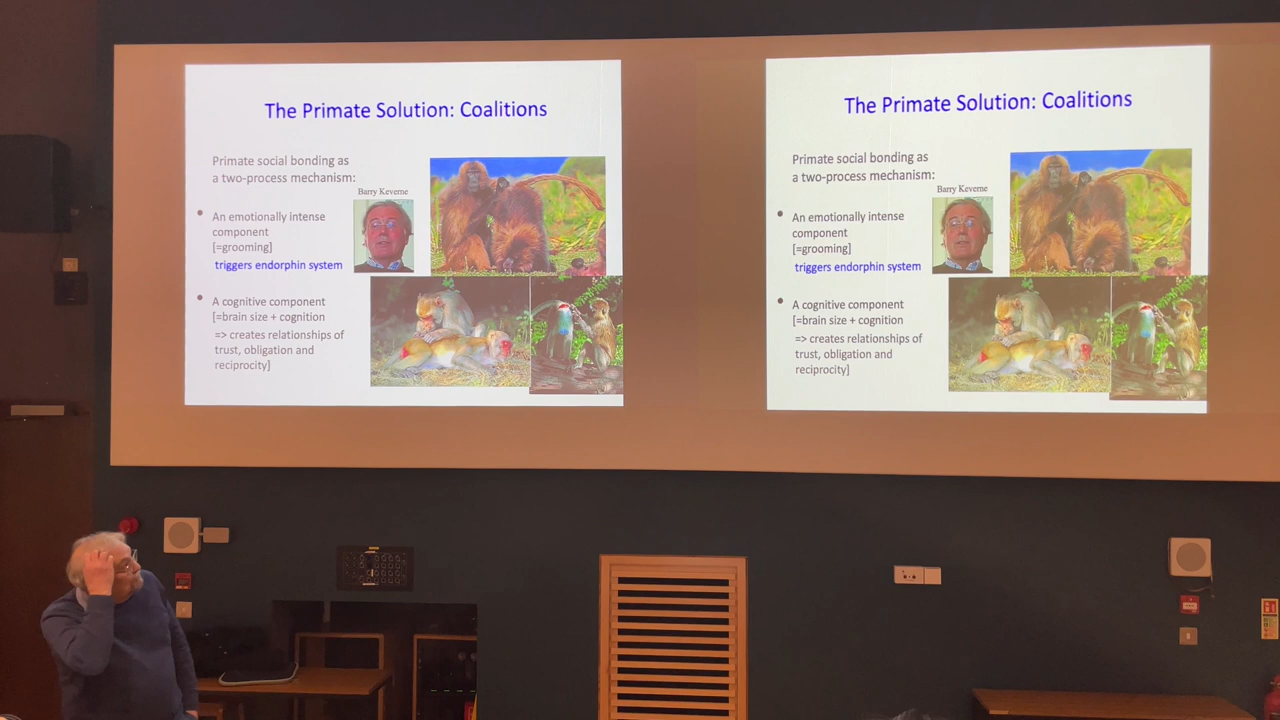 The Primate Solution: Coalitions
Primate social bonding as
a two-process mechanism:
Barry Keverne
• An emotionally intense
component
[=grooming]
triggers endorphin system
• A cognitive component
[=brain size + cognition
=> creates relationships of
trust, obligation and
reciprocity]
The Primate Solution: Coalitions
Primate social bonding as
a two-process mechanism:
Barry Keverne
• An emotionally intense
component
[=grooming]
triggers endorphin system
• A cognitive component
[=brain size + cognition
=> creates relationships of
trust, obligation and
reciprocity]